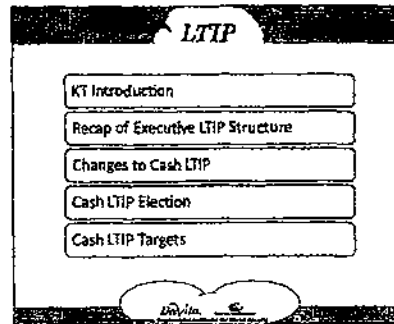 LTIP
KT Introduction
Recap of Executive LTIP Structure
Changes to Cash LTIP
Cash LTIP Election
Cash LTIP Targets
DaVita.